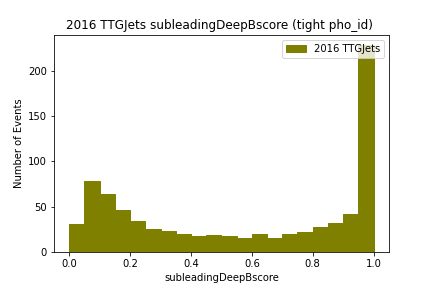 2016 TTGJets subleadingDeepBscore (tight pho_id)
2016 TTGJets
Number of Events
200
150
100
50
0
0.0 0.2 0.4 0.6 0.8 1.0
subleadingDeepBscore